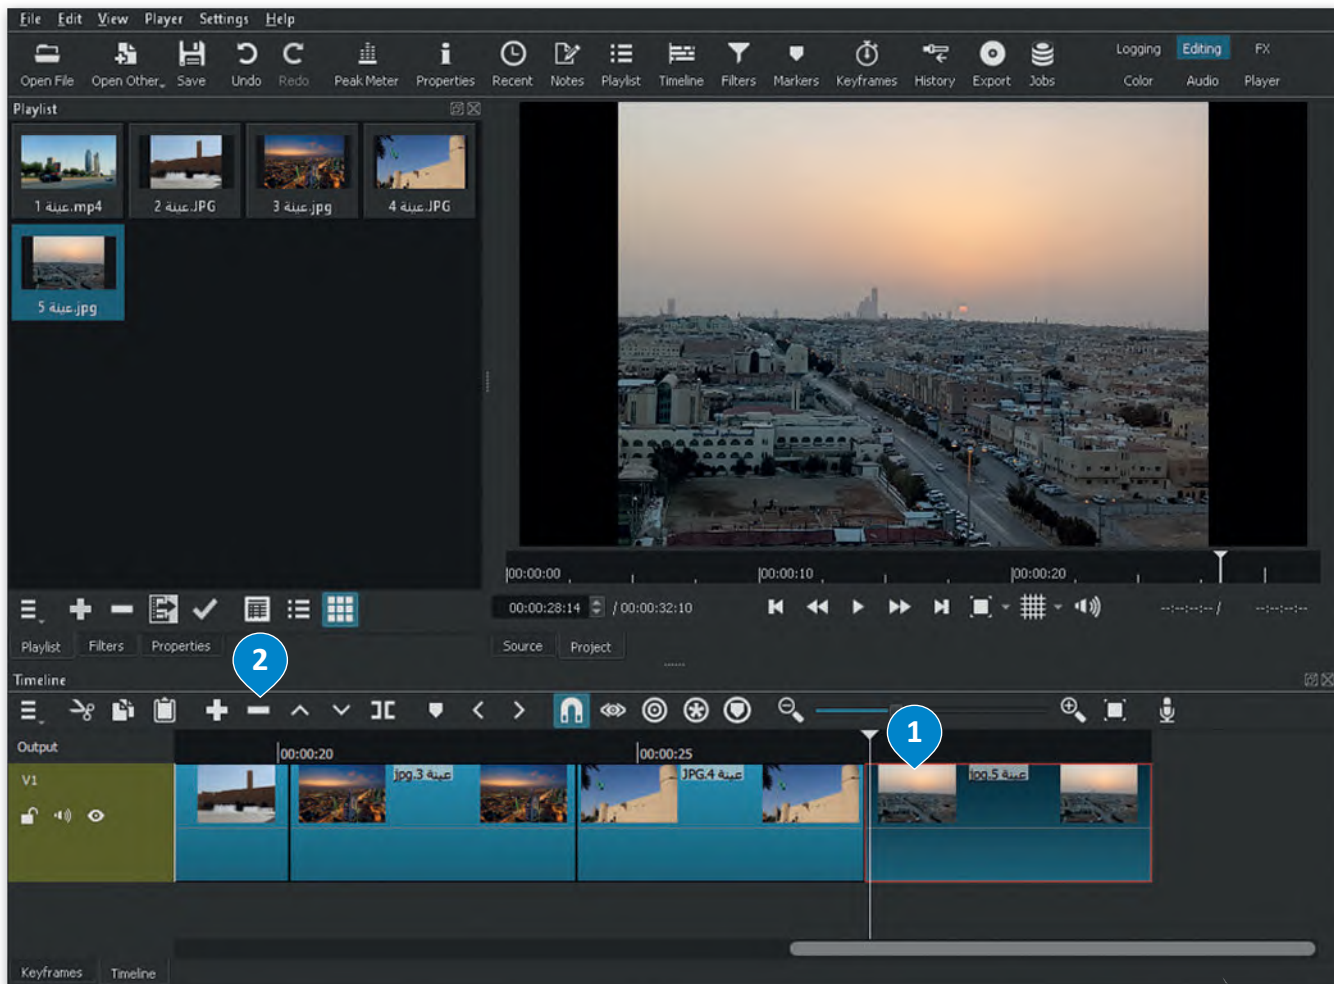 File Edit View Player Settings Help
Open File Open Other... Save Undo Redo Peak Meter Properties Recent Notes Playlist Timeline Filters Markers Keyframes History Export Jobs
Logging Editing FX
Color Audio Player
Playlist
عينة 1.mp4 عينة 2.JPG عينة 3.jpg عينة 4.JPG
عينة 5.jpg
00:00:00 00:00:10 00:00:20
00:00:28:14 / 00:00:32:10 --:--:--:-- / --:--:--:--
Playlist Filters Properties
Source Project
2
Timeline
1
Output 00:00:20 00:00:25
V1 عينة 3.jpg عينة 4.JPG عينة 5.jpg
Keyframes Timeline